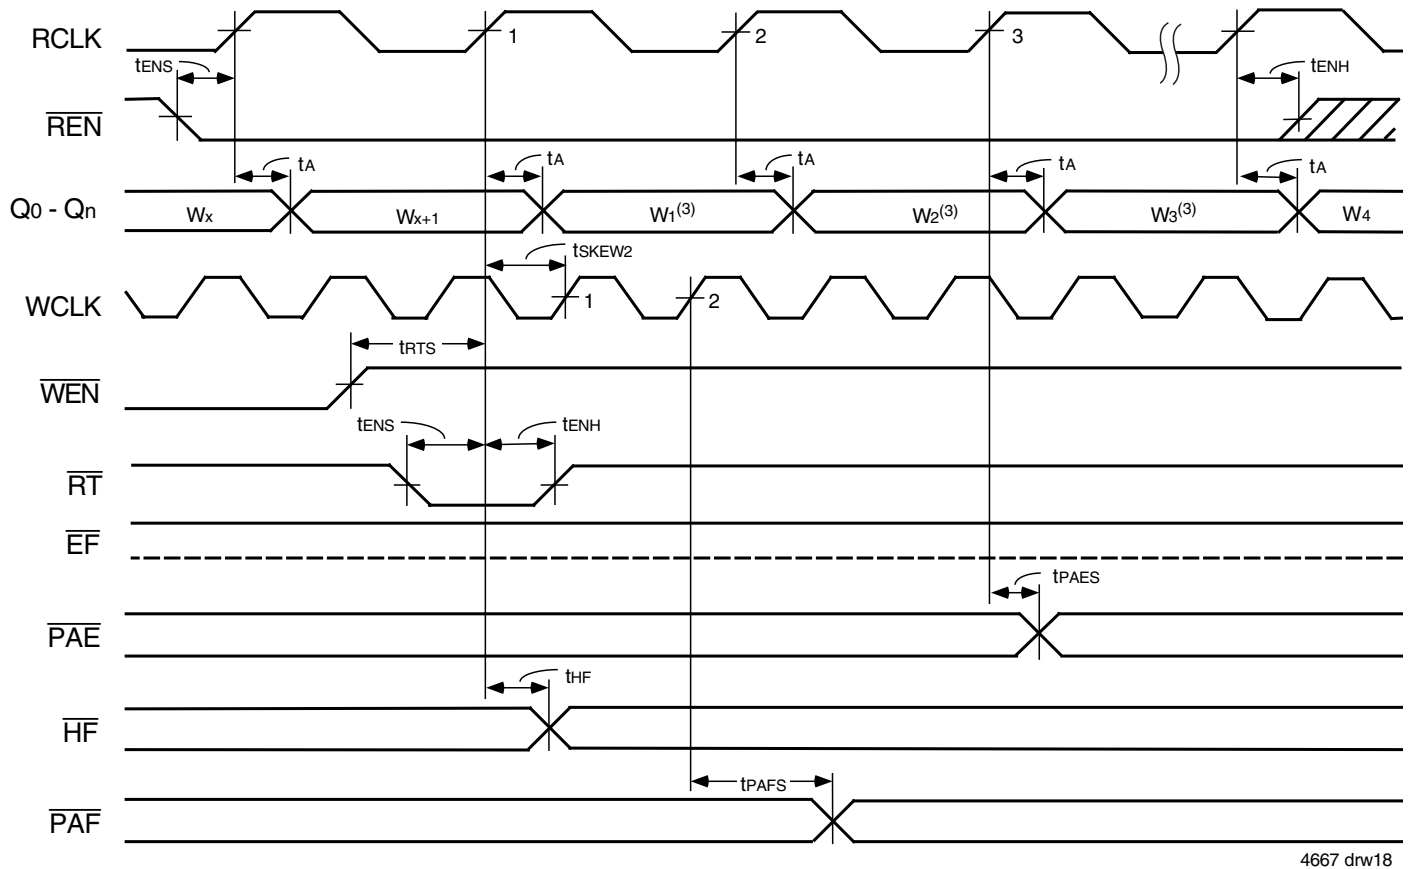 RCLK 1 2 3
tENS tENH
REN
tA tA tA tA tA
Q0 - Qn Wx Wx+1 W1(3) W2(3) W3(3) W4
tSKEW2
WCLK 1 2
tRTS
WEN
tENS tENH
RT
EF
tPAES
PAE
tHF
HF
tPAFS
PAF
4667 drw18